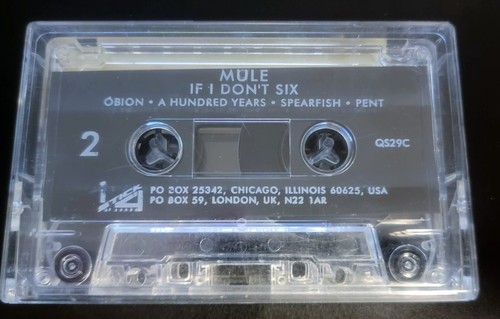 MULE
IF I DON'T SIX
OBION • A HUNDRED YEARS • SPEARFISH • PENT
2
QS29C
PO BOX 25342, CHICAGO, ILLINOIS 60625, USA
PO BOX 59, LONDON, UK, N22 1AR